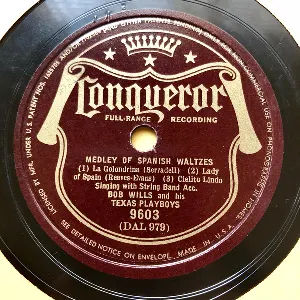 Conqueror
FULL-RANGE RECORDING
MEDLEY OF SPANISH WALTZES
(1) La Golondrina (Serradell) (2) Lady
of Spain (Reaves-Evans) (3) Cielito Lindo
Singing with String Band Acc.
BOB WILLS and his
TEXAS PLAYBOYS
9603
(DAL 979)
SEE DETAILED NOTICE ON ENVELOPE